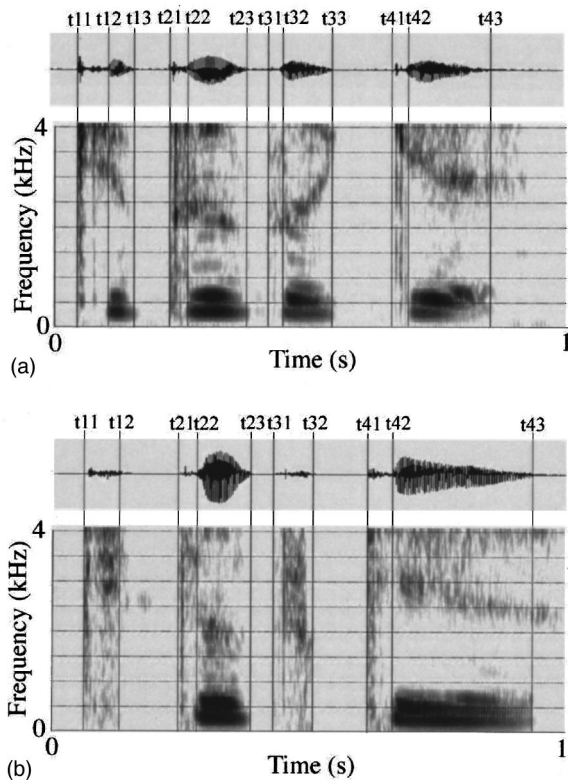 t11 t12 t13 t21 t22 t23 t31 t32 t33 t41 t42 t43
4
Frequency (kHz)
0
0 1
Time (s)
(a)
t11 t12 t21 t22 t23 t31 t32 t41 t42 t43
4
Frequency (kHz)
0
0 1
Time (s)
(b)